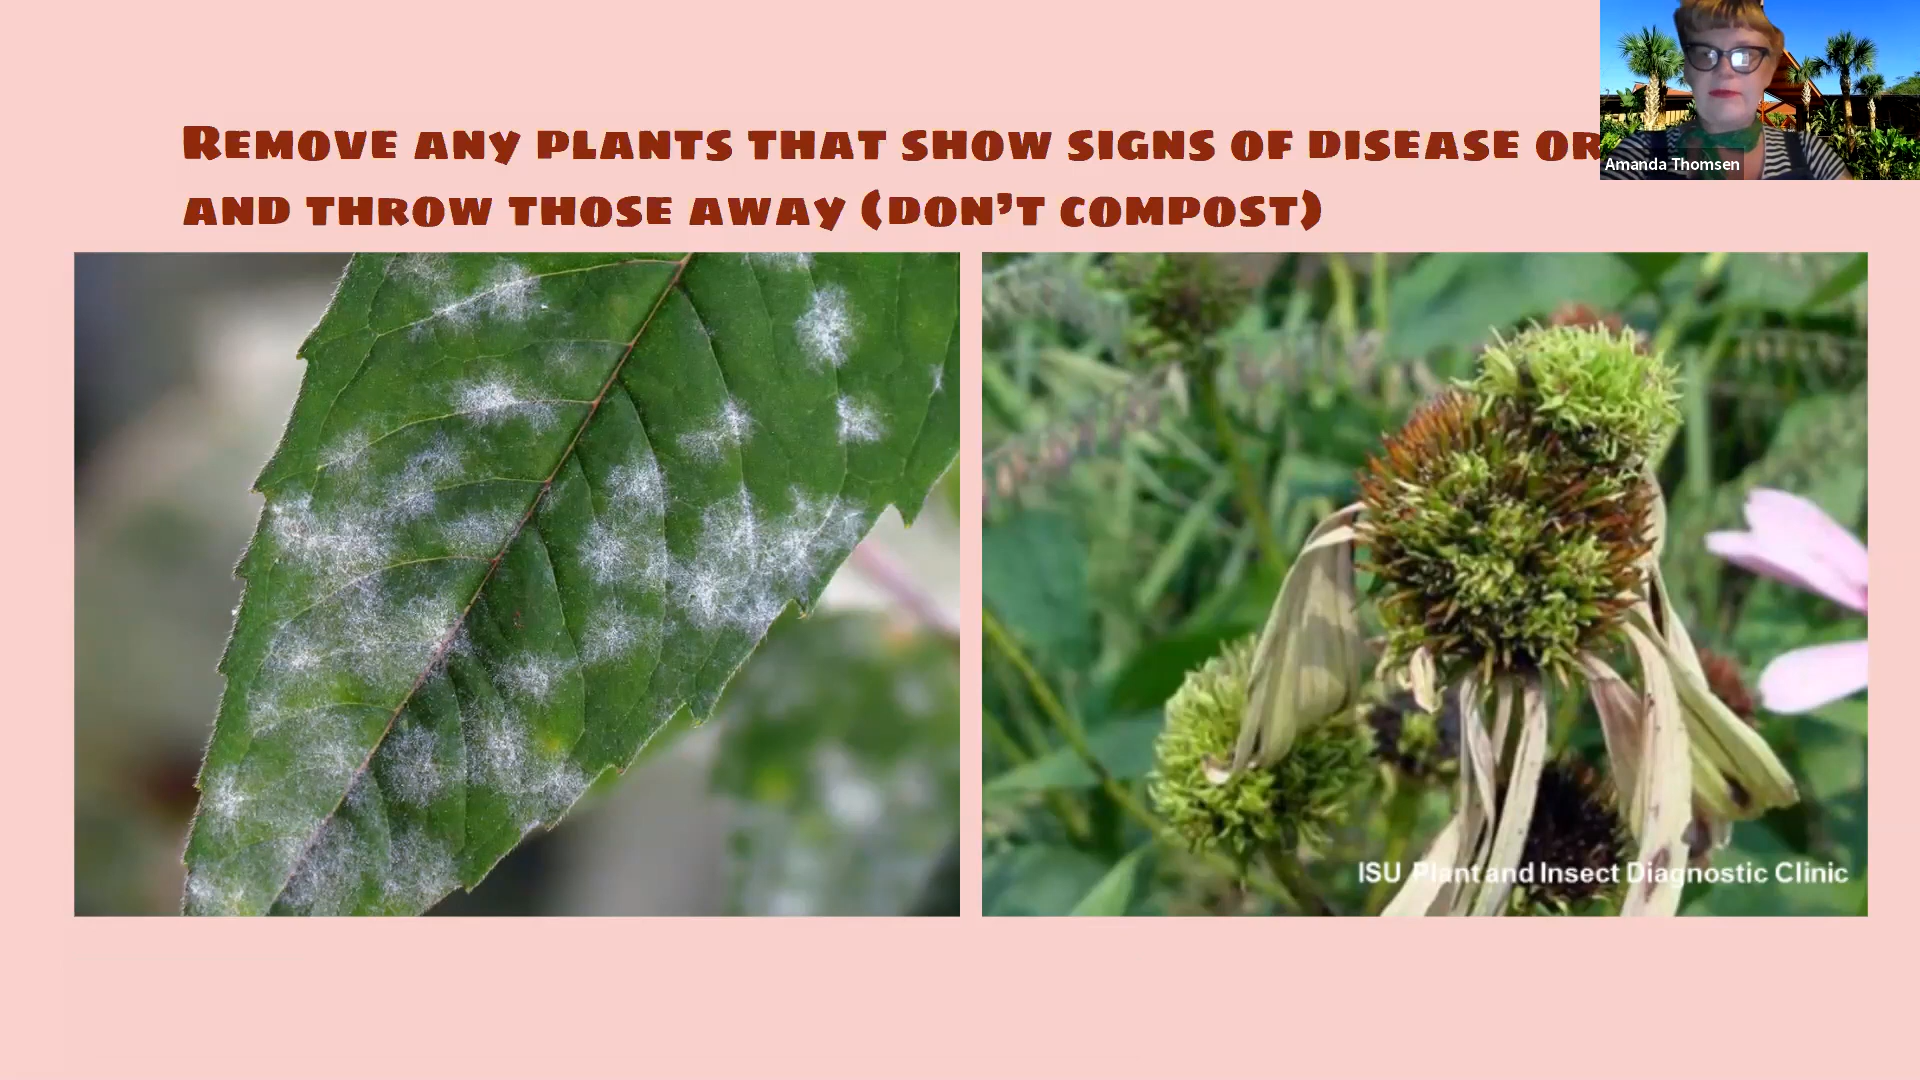 Remove any plants that show signs of disease or
and throw those away (don’t compost)
Amanda Thomsen
ISU Plant and Insect Diagnostic Clinic